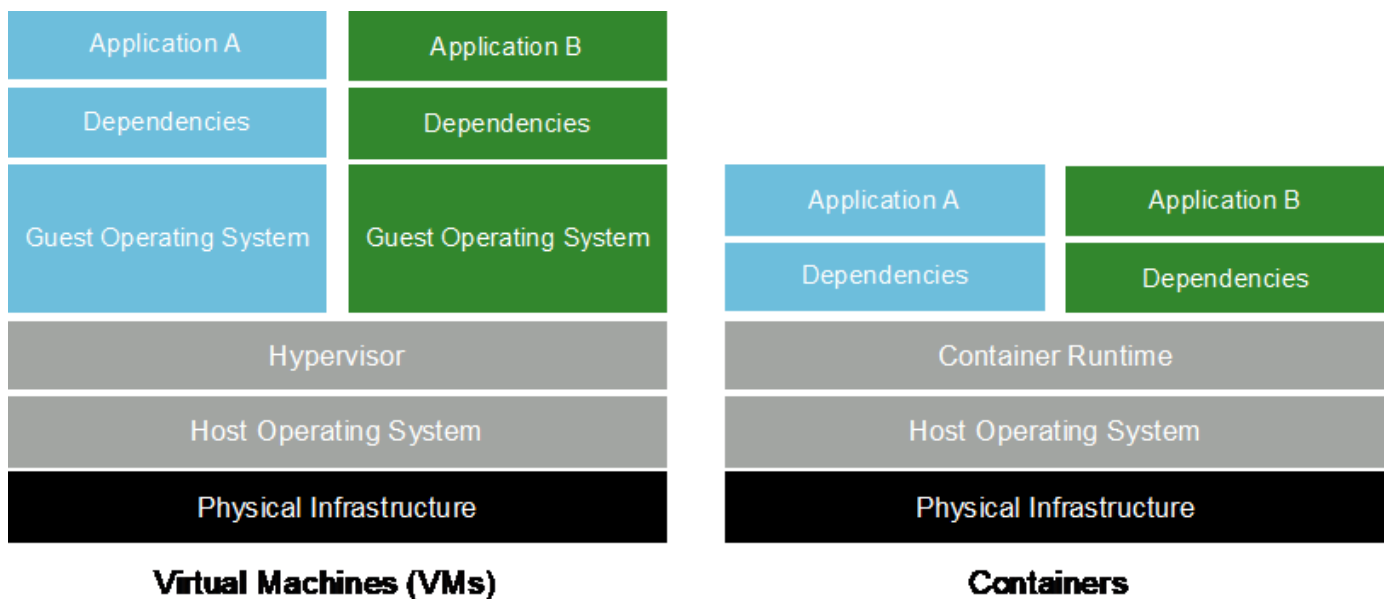 Application A
Application B
Dependencies
Dependencies
Guest Operating System
Guest Operating System
Hypervisor
Host Operating System
Physical Infrastructure
Virtual Machines (VMs)
Application A
Application B
Dependencies
Dependencies
Container Runtime
Host Operating System
Physical Infrastructure
Containers